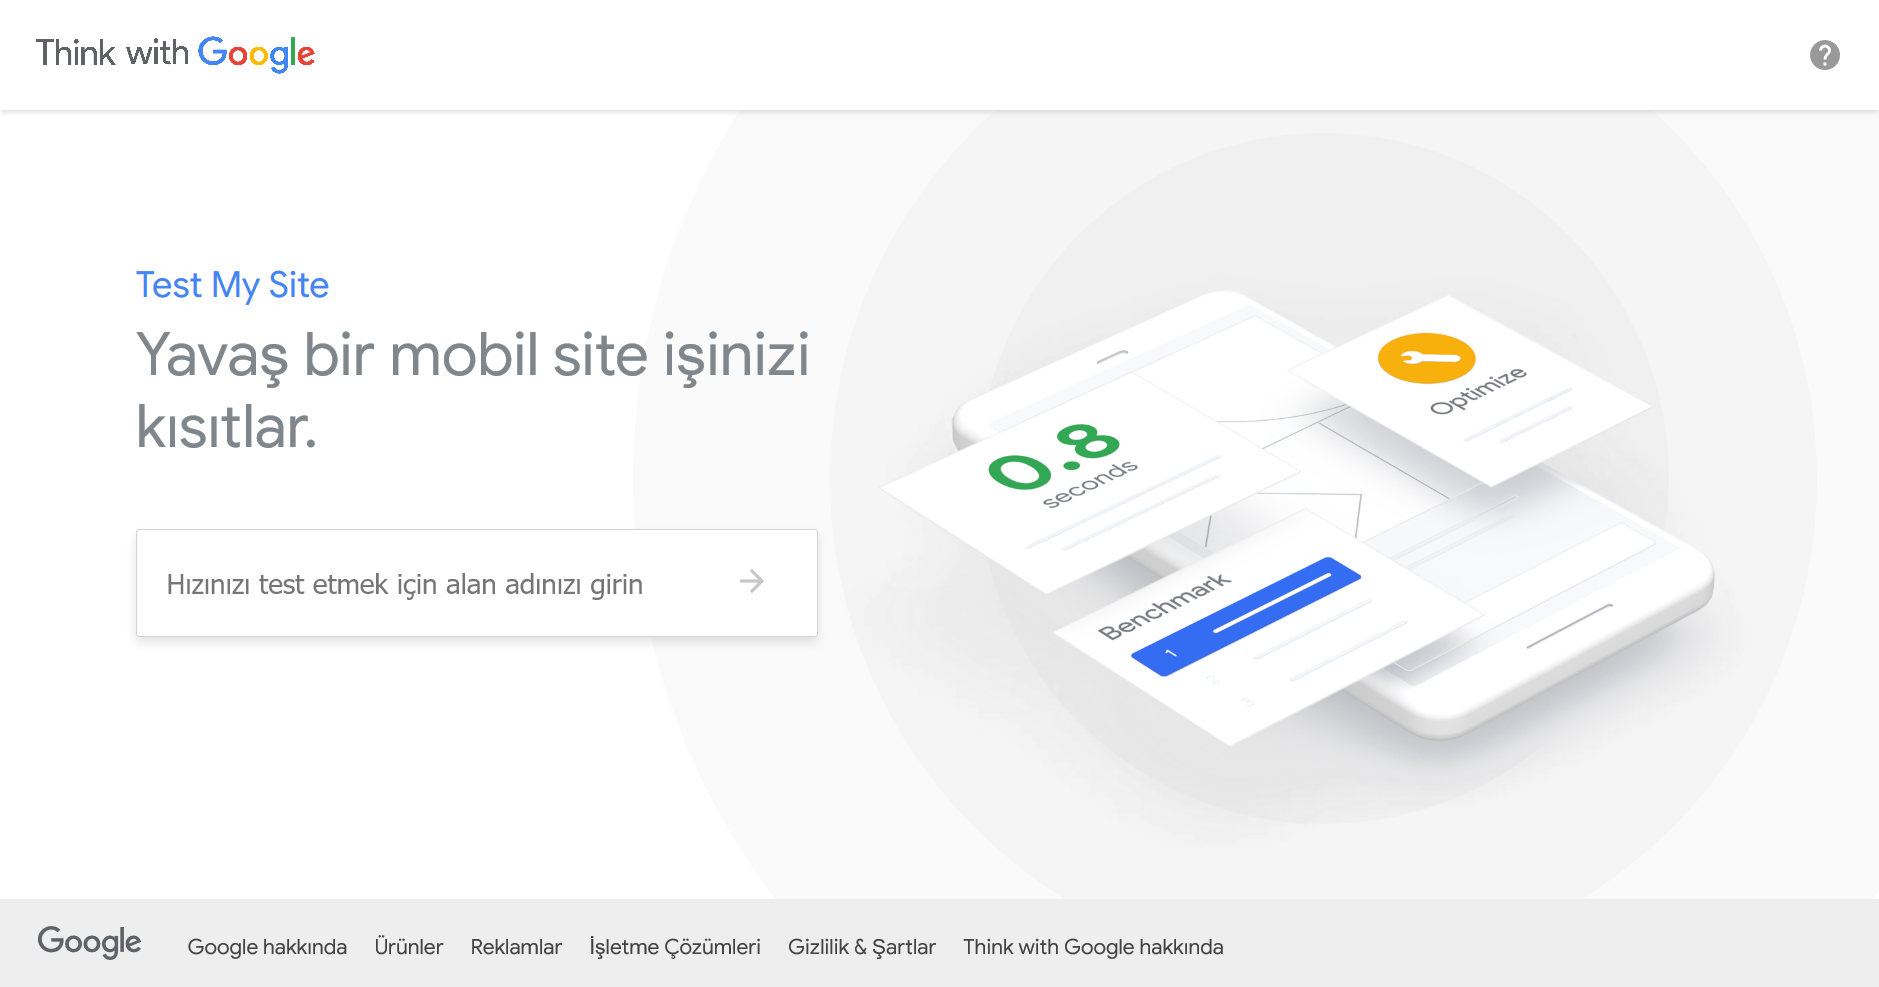 Think with Google
Test My Site
Yavaş bir mobil site işinizi
kısıtlar.
Hızınızı test etmek için alan adınızı girin
0.8
seconds
Optimize
Benchmark
1
2
3
Google
Google hakkında
Ürünler
Reklamlar
İşletme Çözümleri
Gizlilik & Şartlar
Think with Google hakkında